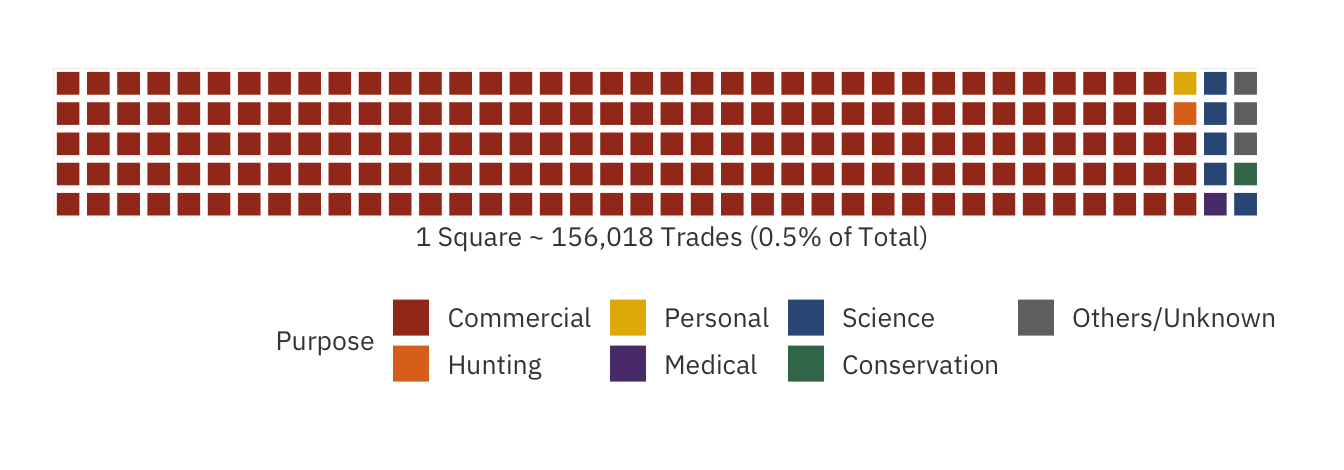 1 Square ~ 156,018 Trades (0.5% of Total)
Purpose
Commercial Personal Science Others/Unknown
Hunting Medical Conservation